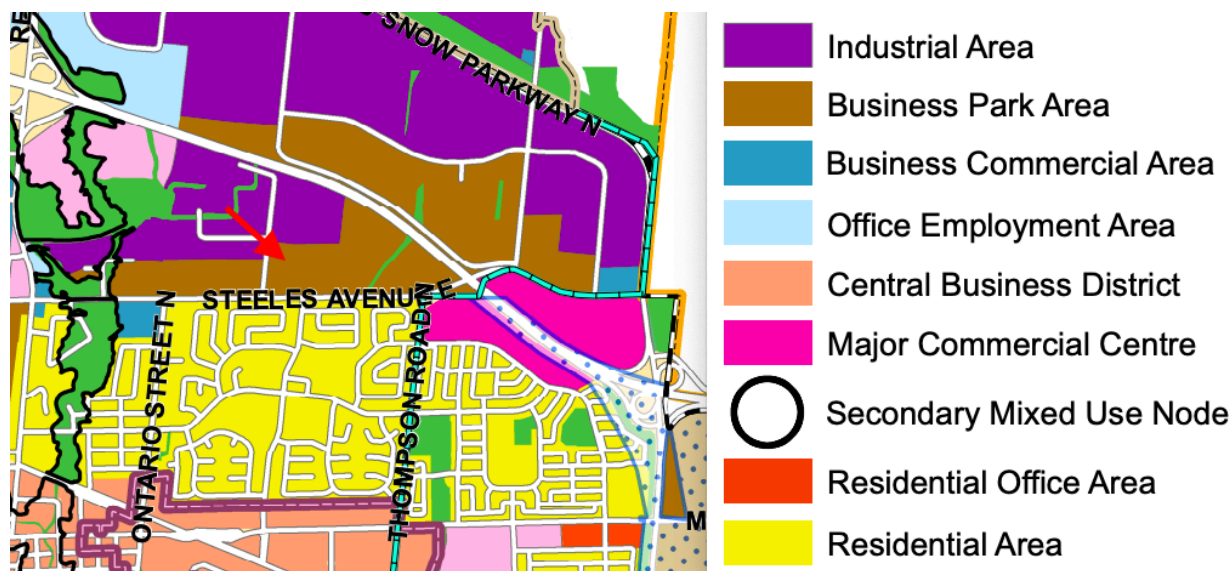 SNOW PARKWAY N
STEELES AVENUE E
ONTARIO STREET N
THOMPSON ROAD N
M
RE
Industrial Area
Business Park Area
Business Commercial Area
Office Employment Area
Central Business District
Major Commercial Centre
Secondary Mixed Use Node
Residential Office Area
Residential Area